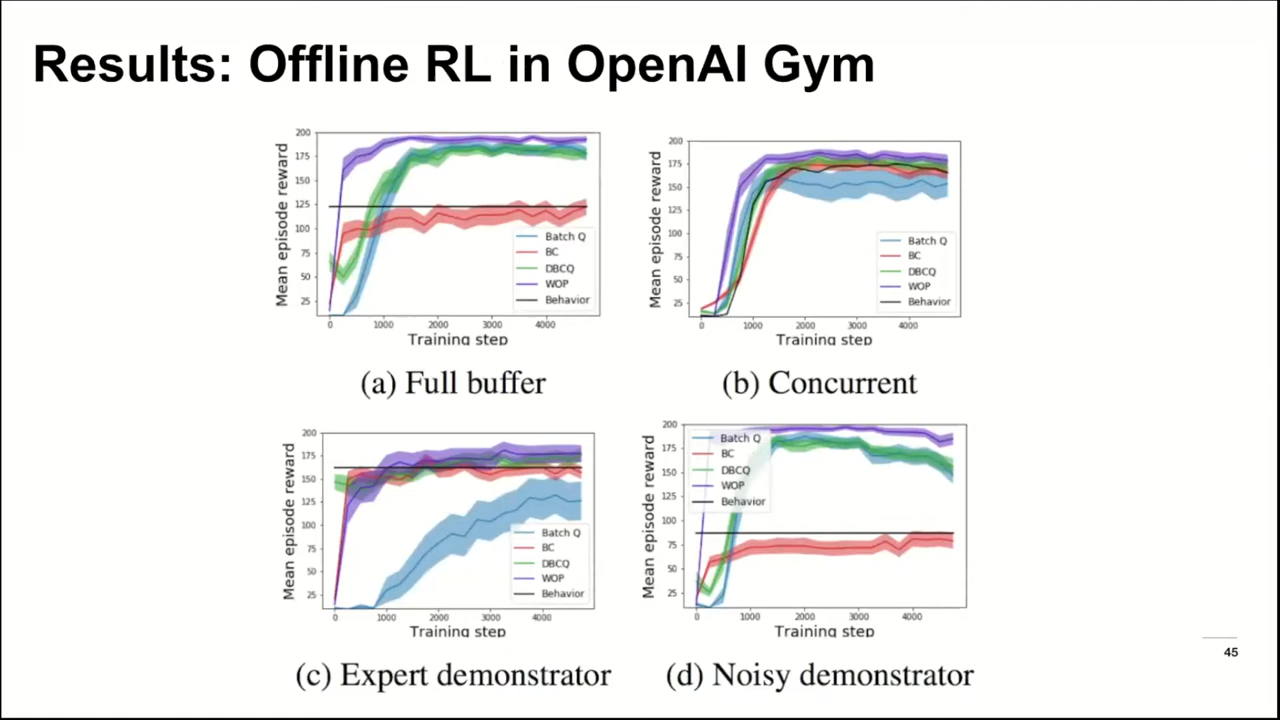 Results: Offline RL in OpenAI Gym
Mean episode reward
200
175
150
125
100
75
50
25
Batch Q
BC
DBCQ
WOP
Behavior
0 1000 2000 3000 4000
Training step
(a) Full buffer
Mean episode reward
200
175
150
125
100
75
50
25
Batch Q
BC
DBCQ
WOP
Behavior
0 1000 2000 3000 4000
Training step
(b) Concurrent
Mean episode reward
200
175
150
125
100
75
50
25
Batch Q
BC
DBCQ
WOP
Behavior
0 1000 2000 3000 4000
Training step
(c) Expert demonstrator
Mean episode reward
200
175
150
125
100
75
50
25
Batch Q
BC
DBCQ
WOP
Behavior
0 1000 2000 3000 4000
Training step
(d) Noisy demonstrator
45